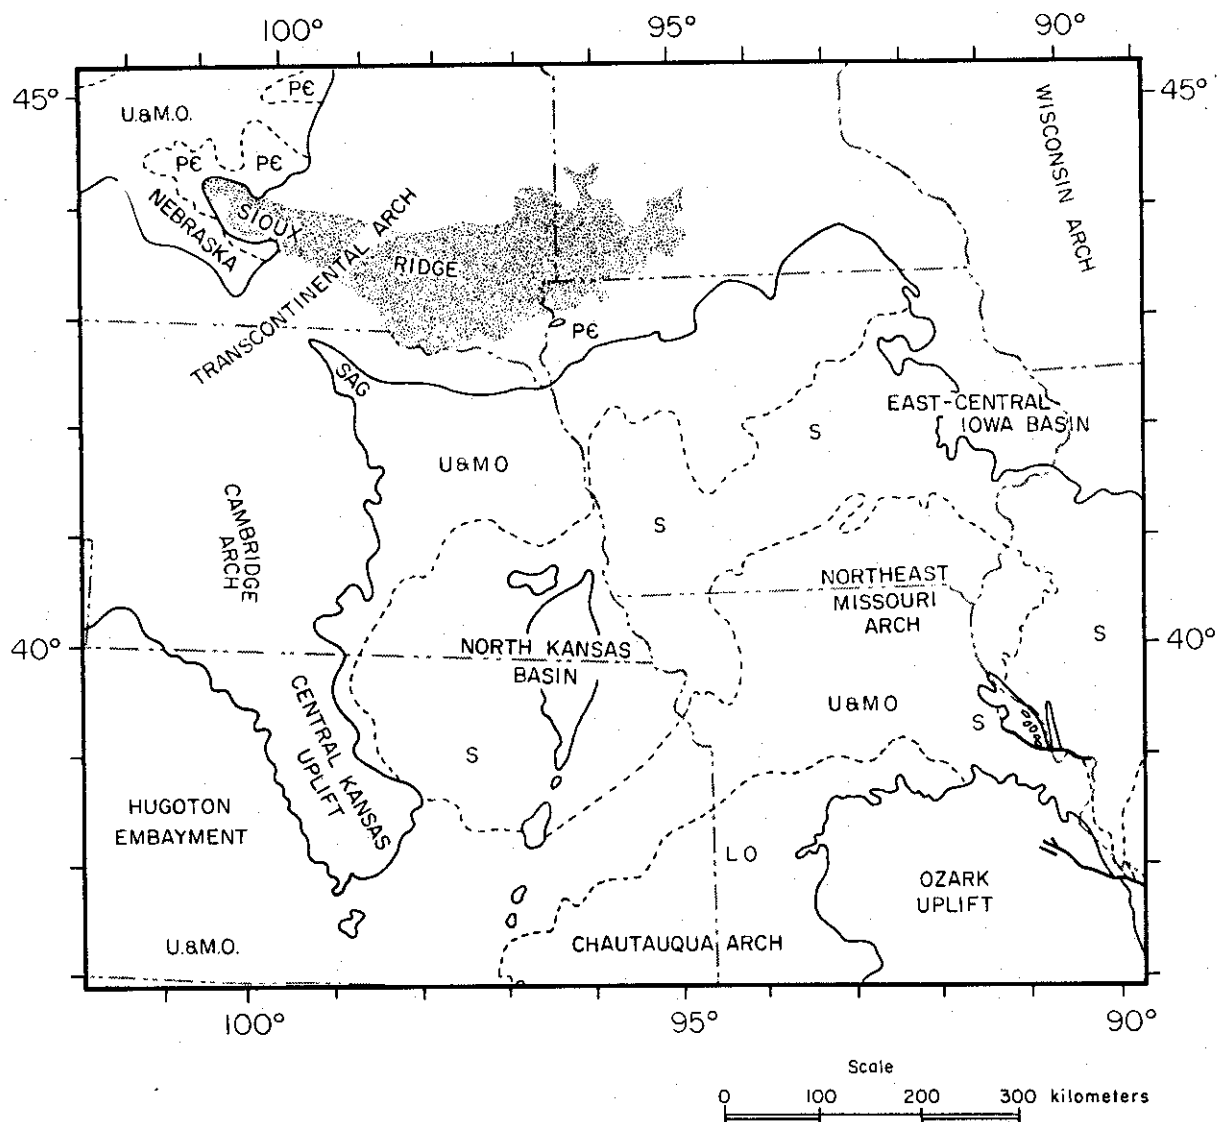 100° 95° 90°
45° 45°
PЄ
U.&M.O.
PЄ PЄ
WISCONSIN ARCH
NEBRASKA
SIOUX
RIDGE
TRANSCONTINENTAL ARCH
PЄ
SAG
EAST-CENTRAL
IOWA BASIN
S
U&MO
S
CAMBRIDGE
ARCH
NORTHEAST
MISSOURI
ARCH
S
40° 40°
NORTH KANSAS
BASIN
CENTRAL KANSAS
UPLIFT
U&MO
S
S
HUGOTON
EMBAYMENT
LO
OZARK
UPLIFT
U.&M.O.
CHAUTAUQUA ARCH
100° 95° 90°
Scale
0 100 200 300 kilometers